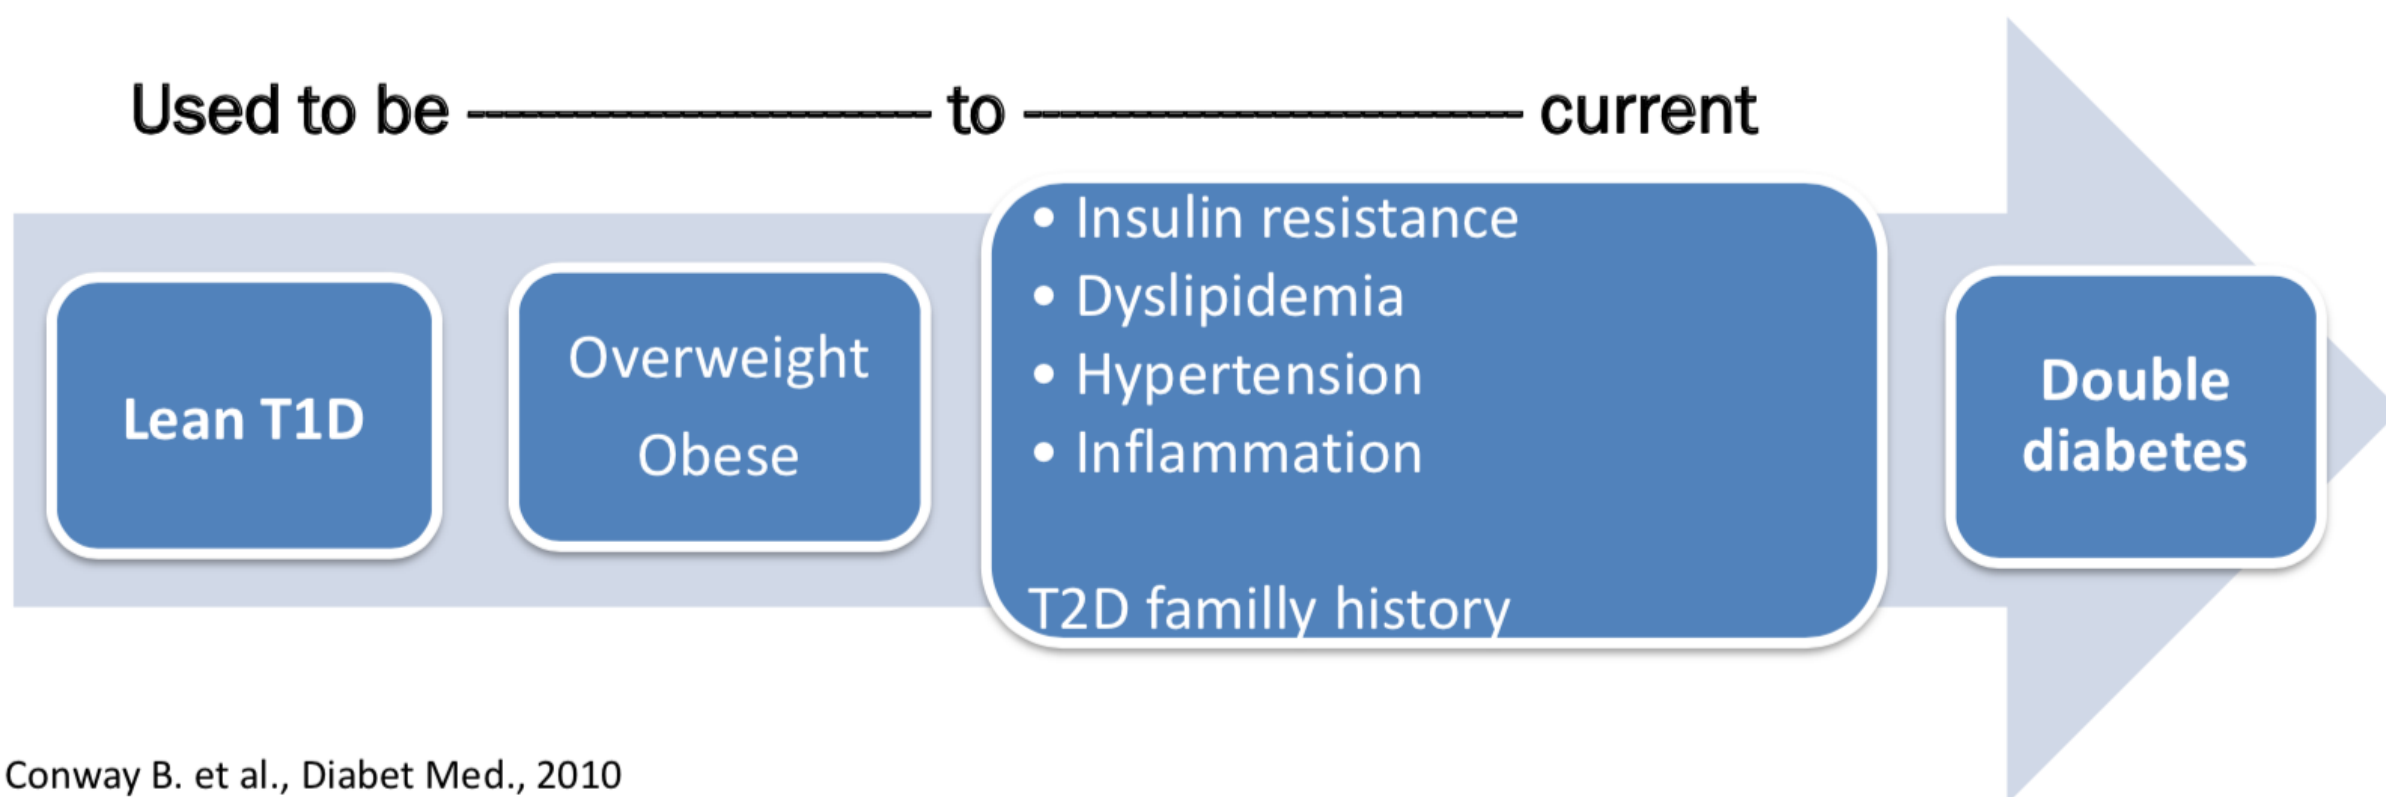 Used to be ---------------------- to ----------------------- current
Lean T1D
Overweight
Obese
• Insulin resistance
• Dyslipidemia
• Hypertension
• Inflammation
T2D familly history
Double
diabetes
Conway B. et al., Diabet Med., 2010